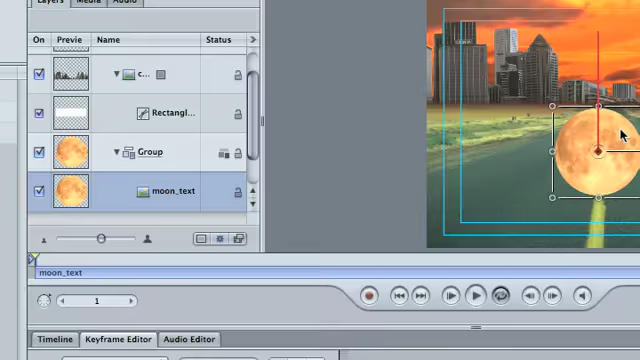 Layers Media Audio
On Previe Name Status
c...
Rectangl...
Group
moon_text
moon_text
1
Timeline Keyframe Editor Audio Editor